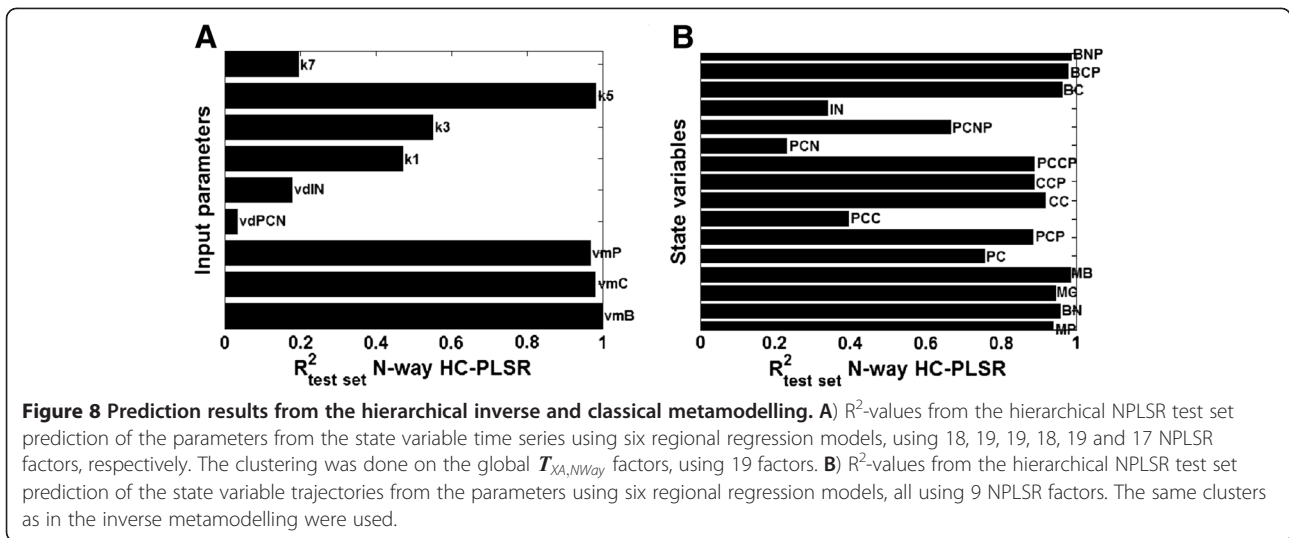 A
Input parameters
k7
k5
k3
k1
vdIN
vdPCN
vmP
vmC
vmB
0 0.2 0.4 0.6 0.8 1
R²test set N-way HC-PLSR
B
State variables
BNP
BCP
BC
IN
PCNP
PCN
PCCP
CCP
CC
PCC
PCP
PC
MB
MC
BN
MP
0 0.2 0.4 0.6 0.8 1
R²test set N-way HC-PLSR
Figure 8 Prediction results from the hierarchical inverse and classical metamodelling. A) R²-values from the hierarchical NPLSR test set
prediction of the parameters from the state variable time series using six regional regression models, using 18, 19, 19, 18, 19 and 17 NPLSR
factors, respectively. The clustering was done on the global TXA,NWay factors, using 19 factors. B) R²-values from the hierarchical NPLSR test set
prediction of the state variable trajectories from the parameters using six regional regression models, all using 9 NPLSR factors. The same clusters
as in the inverse metamodelling were used.